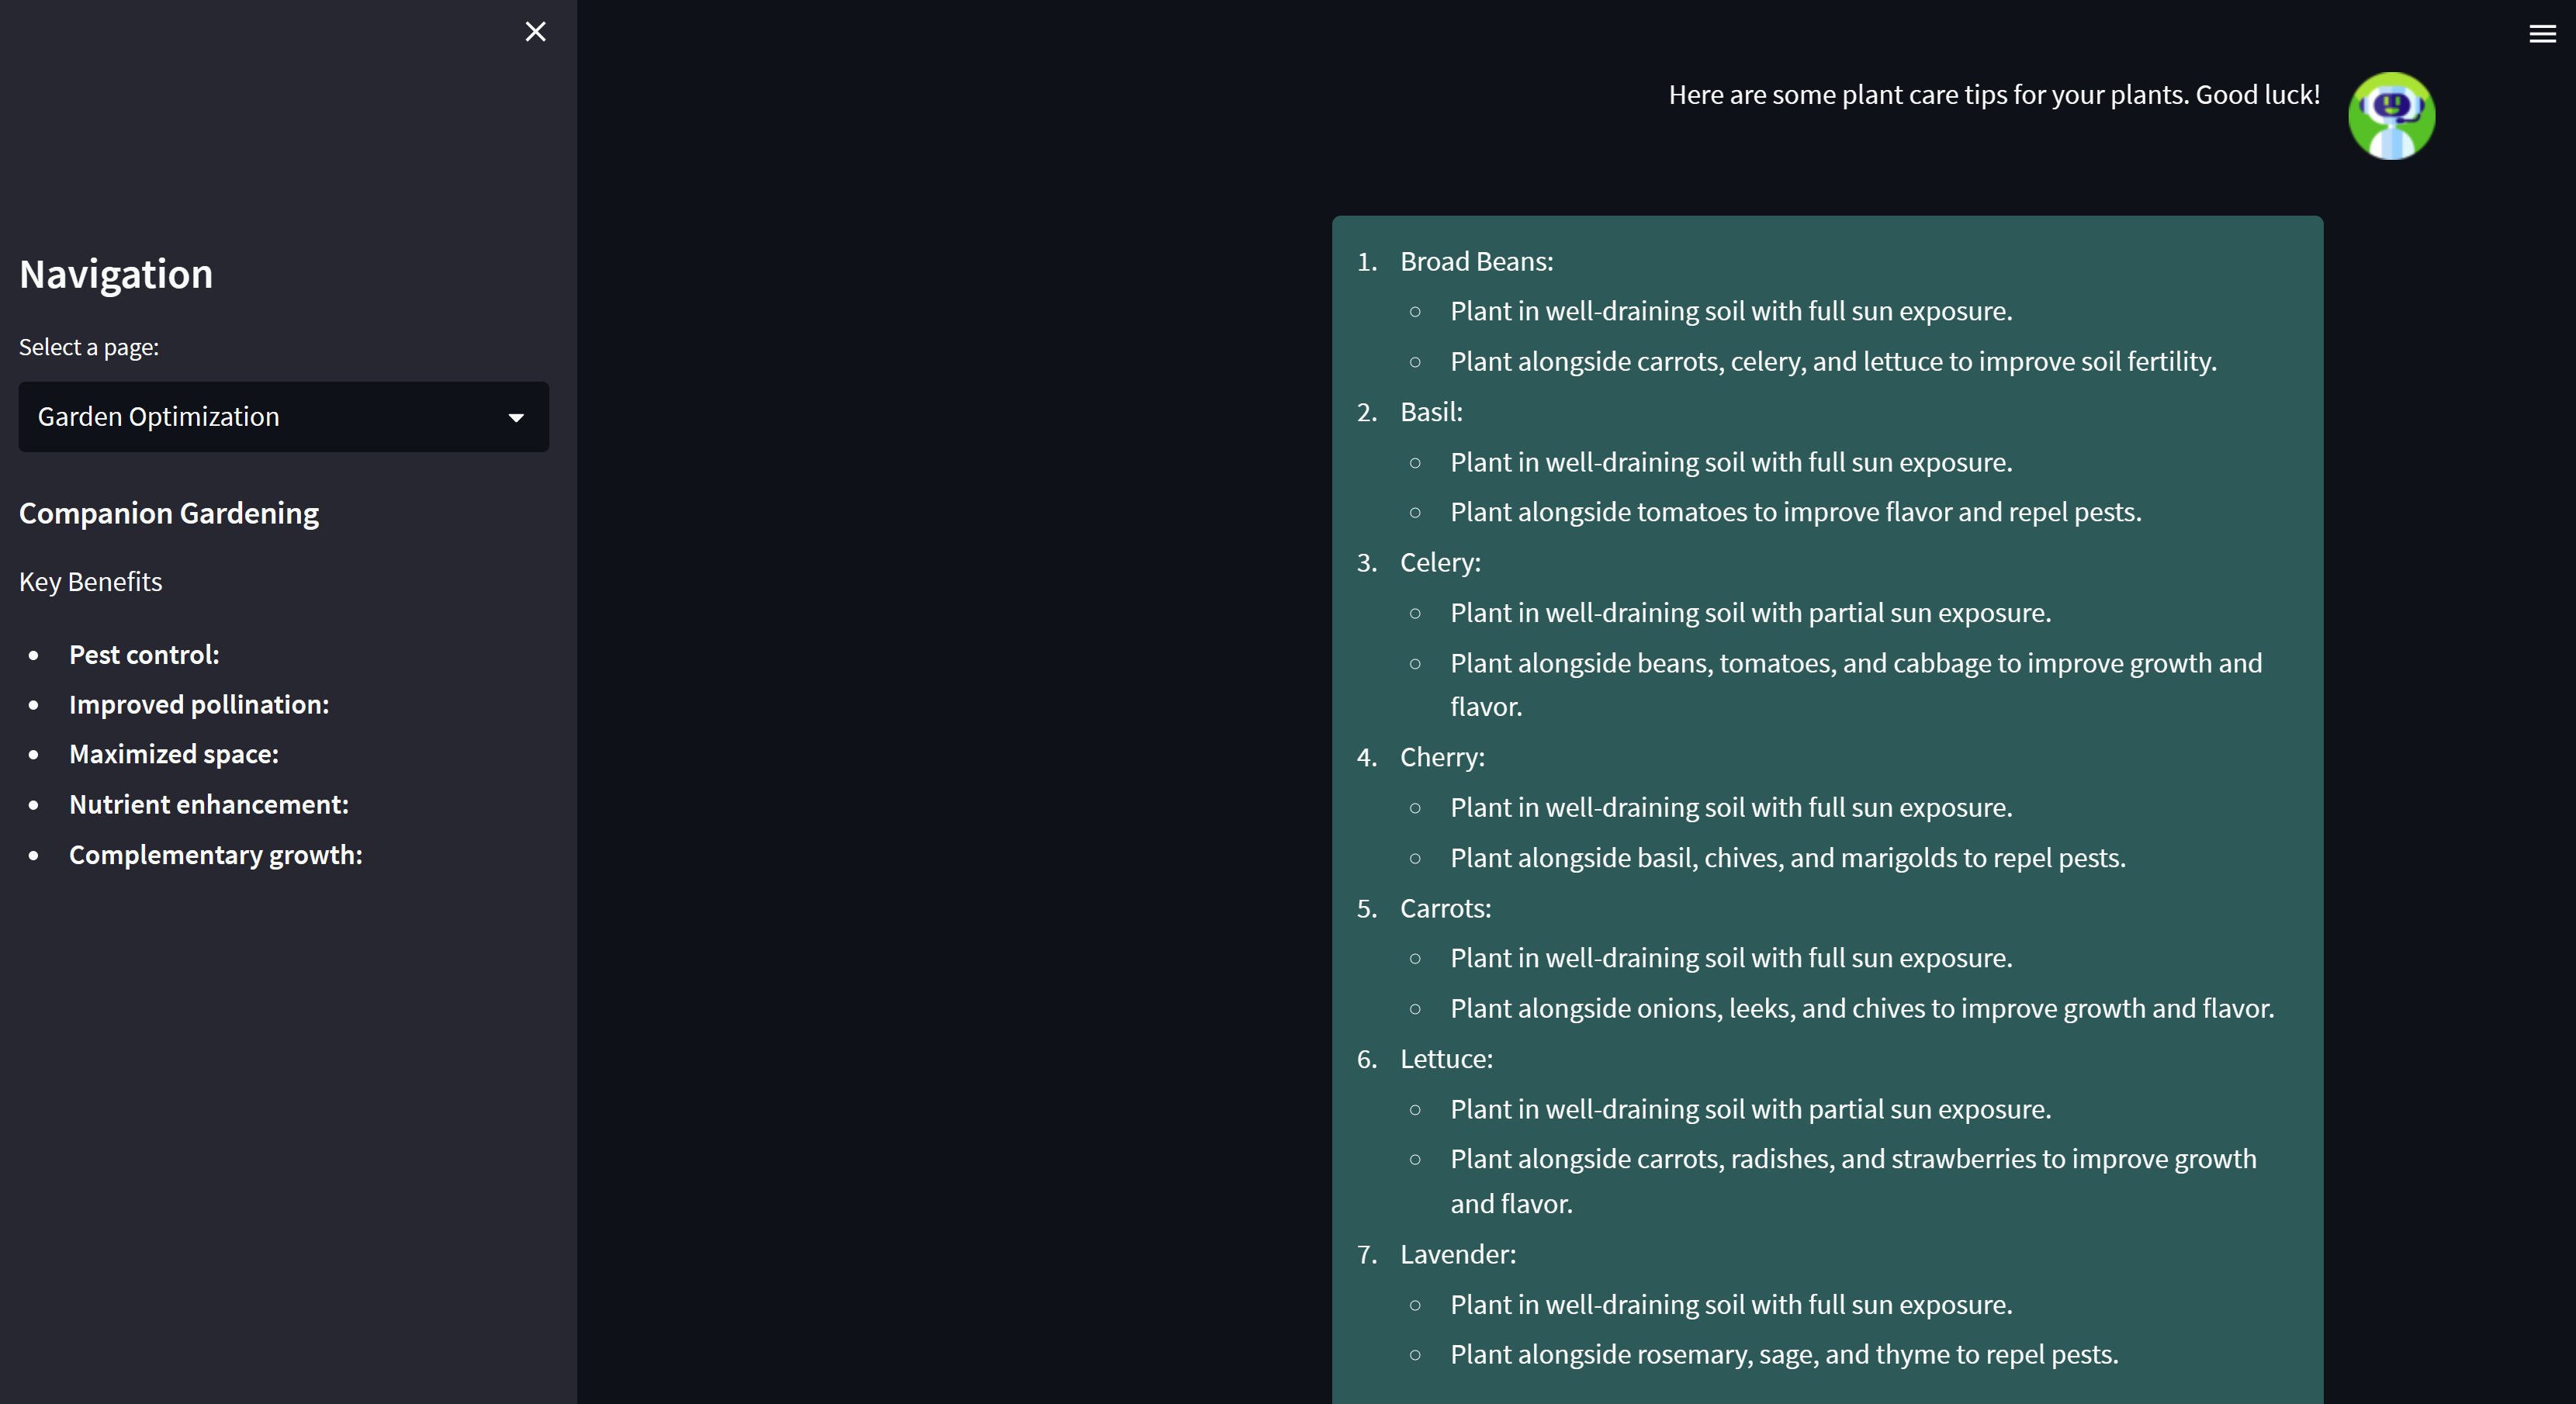 Navigation
Select a page:
Garden Optimization
Companion Gardening
Key Benefits
Pest control:
Improved pollination:
Maximized space:
Nutrient enhancement:
Complementary growth:
Here are some plant care tips for your plants. Good luck!
1. Broad Beans:
Plant in well-draining soil with full sun exposure.
Plant alongside carrots, celery, and lettuce to improve soil fertility.
2. Basil:
Plant in well-draining soil with full sun exposure.
Plant alongside tomatoes to improve flavor and repel pests.
3. Celery:
Plant in well-draining soil with partial sun exposure.
Plant alongside beans, tomatoes, and cabbage to improve growth and
flavor.
4. Cherry:
Plant in well-draining soil with full sun exposure.
Plant alongside basil, chives, and marigolds to repel pests.
5. Carrots:
Plant in well-draining soil with full sun exposure.
Plant alongside onions, leeks, and chives to improve growth and flavor.
6. Lettuce:
Plant in well-draining soil with partial sun exposure.
Plant alongside carrots, radishes, and strawberries to improve growth
and flavor.
7. Lavender:
Plant in well-draining soil with full sun exposure.
Plant alongside rosemary, sage, and thyme to repel pests.